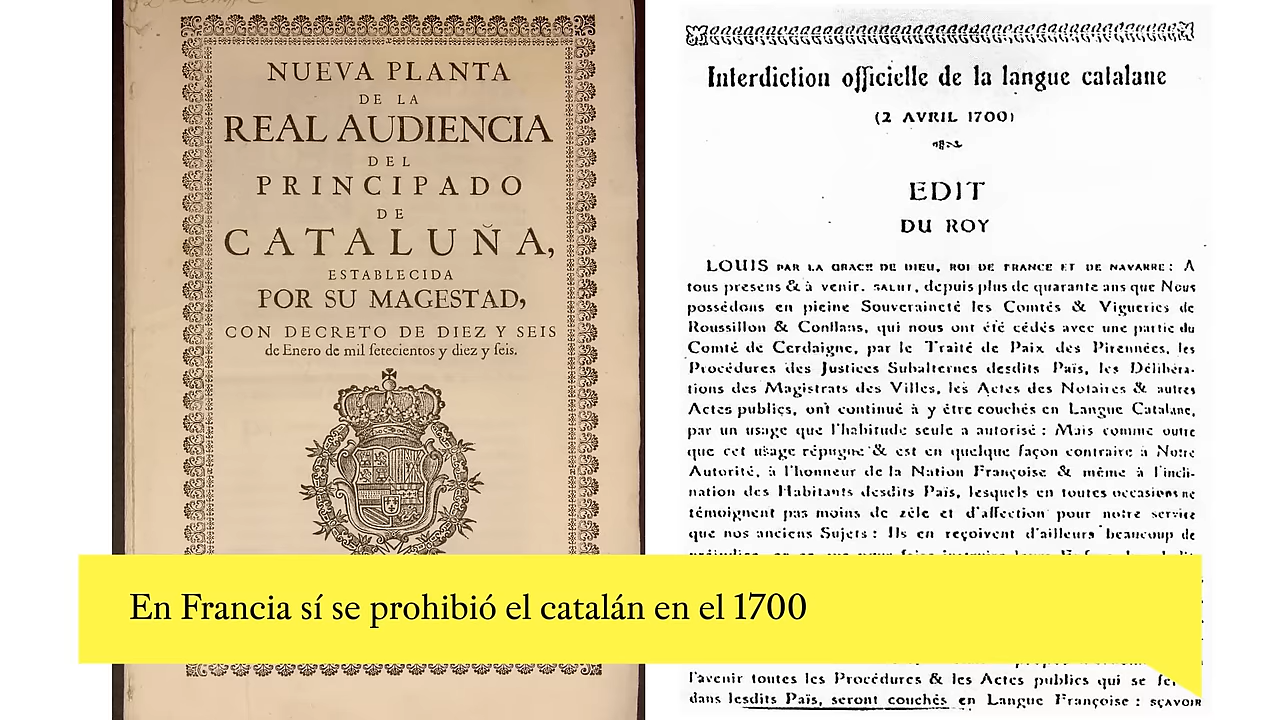 NUEVA PLANTA
DE LA
REAL AUDIENCIA
DEL
PRINCIPADO
DE
CATALUÑA,
ESTABLECIDA
POR SU MAGESTAD,
CON DECRETO DE DIEZ Y SEIS
de Enero de mil setecientos y diez y seis.
Interdiction officielle de la langue catalane
(2 AVRIL 1700)
EDIT
DU ROY
LOUIS PAR LA GRACE DE DIEU, ROI DE FRANCE ET DE NAVARRE : A
tous presens & à venir. SALUT, depuis plus de quarante ans que Nous
possédons en pleine Souveraineté les Comtés & Vigueries de
Roussillon & Conflans, qui nous ont été cédés avec une partie du
Comté de Cerdaigne, par le Traité de Paix des Pirennées, les
Procédures des Justices Subalternes desdits Païs, les Délibéra-
tions des Magistrats des Villes, les Actes des Notaires & autres
Actes publics, ont continué à y être couchés en Langue Catalane,
par un usage que l'habitude seule a autorisé : Mais comme outre
que cet usage répugne & est en quelque façon contraire à Notre
Autorité, à l'honneur de la Nation Françoise & même à l'incli-
nation des Habitants desdits Païs, lesquels en toutes occasions ne
témoignent pas moins de zèle et d'affection pour notre service
que nos anciens Sujets : Ils en reçoivent d'ailleurs beaucoup de
En Francia sí se prohibió el catalán en el 1700
l'avenir toutes les Procédures & les Actes publics qui se
dans lesdits Païs, seront couchés en Langue Françoise : SÇAVOIR